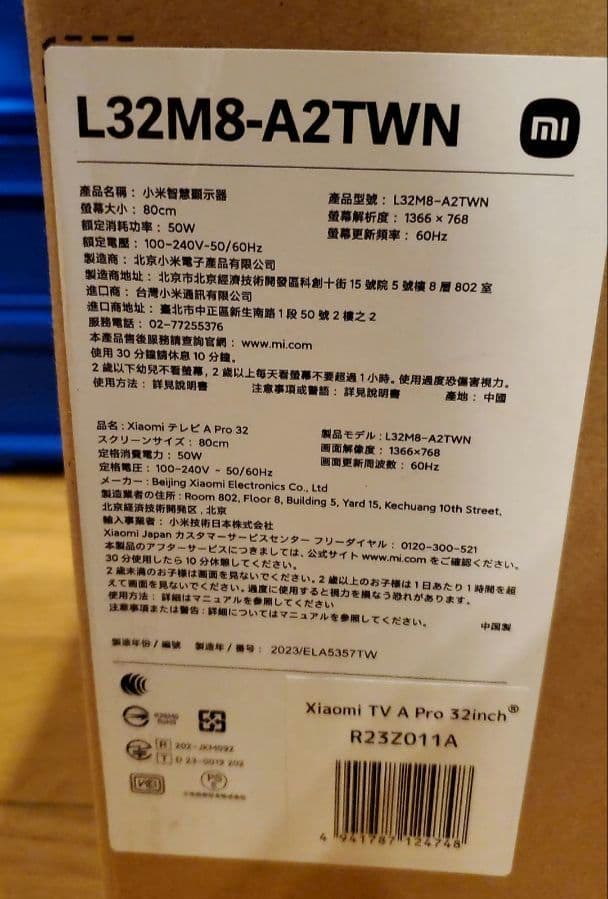 L32M8-A2TWN
mi
產品名稱：小米智慧顯示器
產品型號：L32M8-A2TWN
螢幕大小：80cm
螢幕解析度：1366 × 768
額定消耗功率：50W
螢幕更新頻率：60Hz
額定電壓：100-240V~50/60Hz
製造商：北京小米電子產品有限公司
製造商地址：北京市北京經濟技術開發區科創十街 15 號院 5 號樓 8 層 802 室
進口商：台灣小米通訊有限公司
進口商地址：臺北市中正區新生南路 1 段 50 號 2 樓之 2
服務電話：02-77255376
本產品售後服務請查詢官網：www.mi.com
使用 30 分鐘請休息 10 分鐘。
2 歲以下幼兒不看螢幕，2 歲以上每天看螢幕不要超過 1 小時。使用過度恐傷害視力。
使用方法：詳見說明書
注意事項或警語：詳見說明書
產地：中國
品名：Xiaomi テレビ A Pro 32
製品モデル：L32M8-A2TWN
スクリーンサイズ：80cm
画面解像度：1366×768
定格消費電力：50W
画面更新周波数：60Hz
定格電圧：100-240V ~ 50/60Hz
メーカー：Beijing Xiaomi Electronics Co., Ltd
製造業者の住所：Room 802, Floor 8, Building 5, Yard 15, Kechuang 10th Street,
北京経済技術開発区，北京
輸入事業者：小米技術日本株式会社
Xiaomi Japan カスタマーサービスセンター フリーダイヤル：0120-300-521
本製品のアフターサービスにつきましては、公式サイト www.mi.com をご確認ください。
30 分使用したら 10 分休憩してください。
2 歳未満のお子様は画面を見ないでください。2 歳以上のお子様は 1 日あたり 1 時間を超
えて画面を見ないでください。過度に使用すると視力を損なう恐れがあります。
使用方法：詳細はマニュアルを参照してください
注意事項または警告：詳細についてはマニュアルを参照してください。
中国製
製造年份 / 編號 製造年 / 番号：2023/ELA5357TW
R 202-JKM092
T D 23-0019 202
VCCI
PS
E
Xiaomi TV A Pro 32inch®
R23Z011A
4 941787 124748